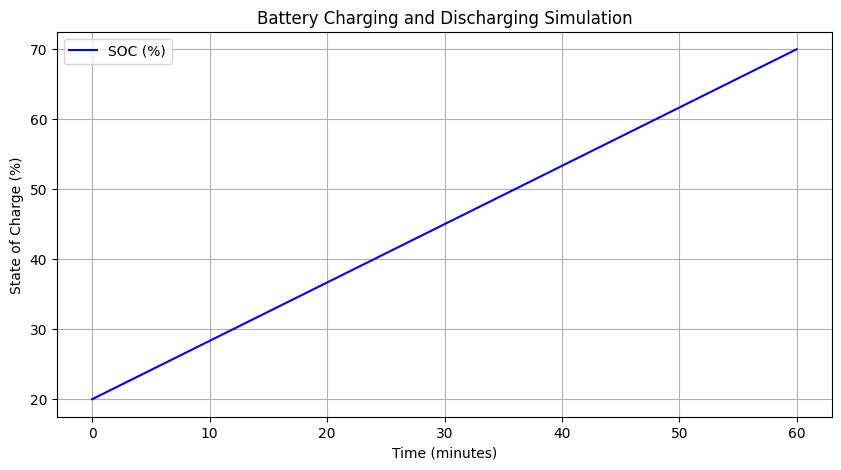 Battery Charging and Discharging Simulation
SOC (%)
State of Charge (%)
70
60
50
40
30
20
0 10 20 30 40 50 60
Time (minutes)